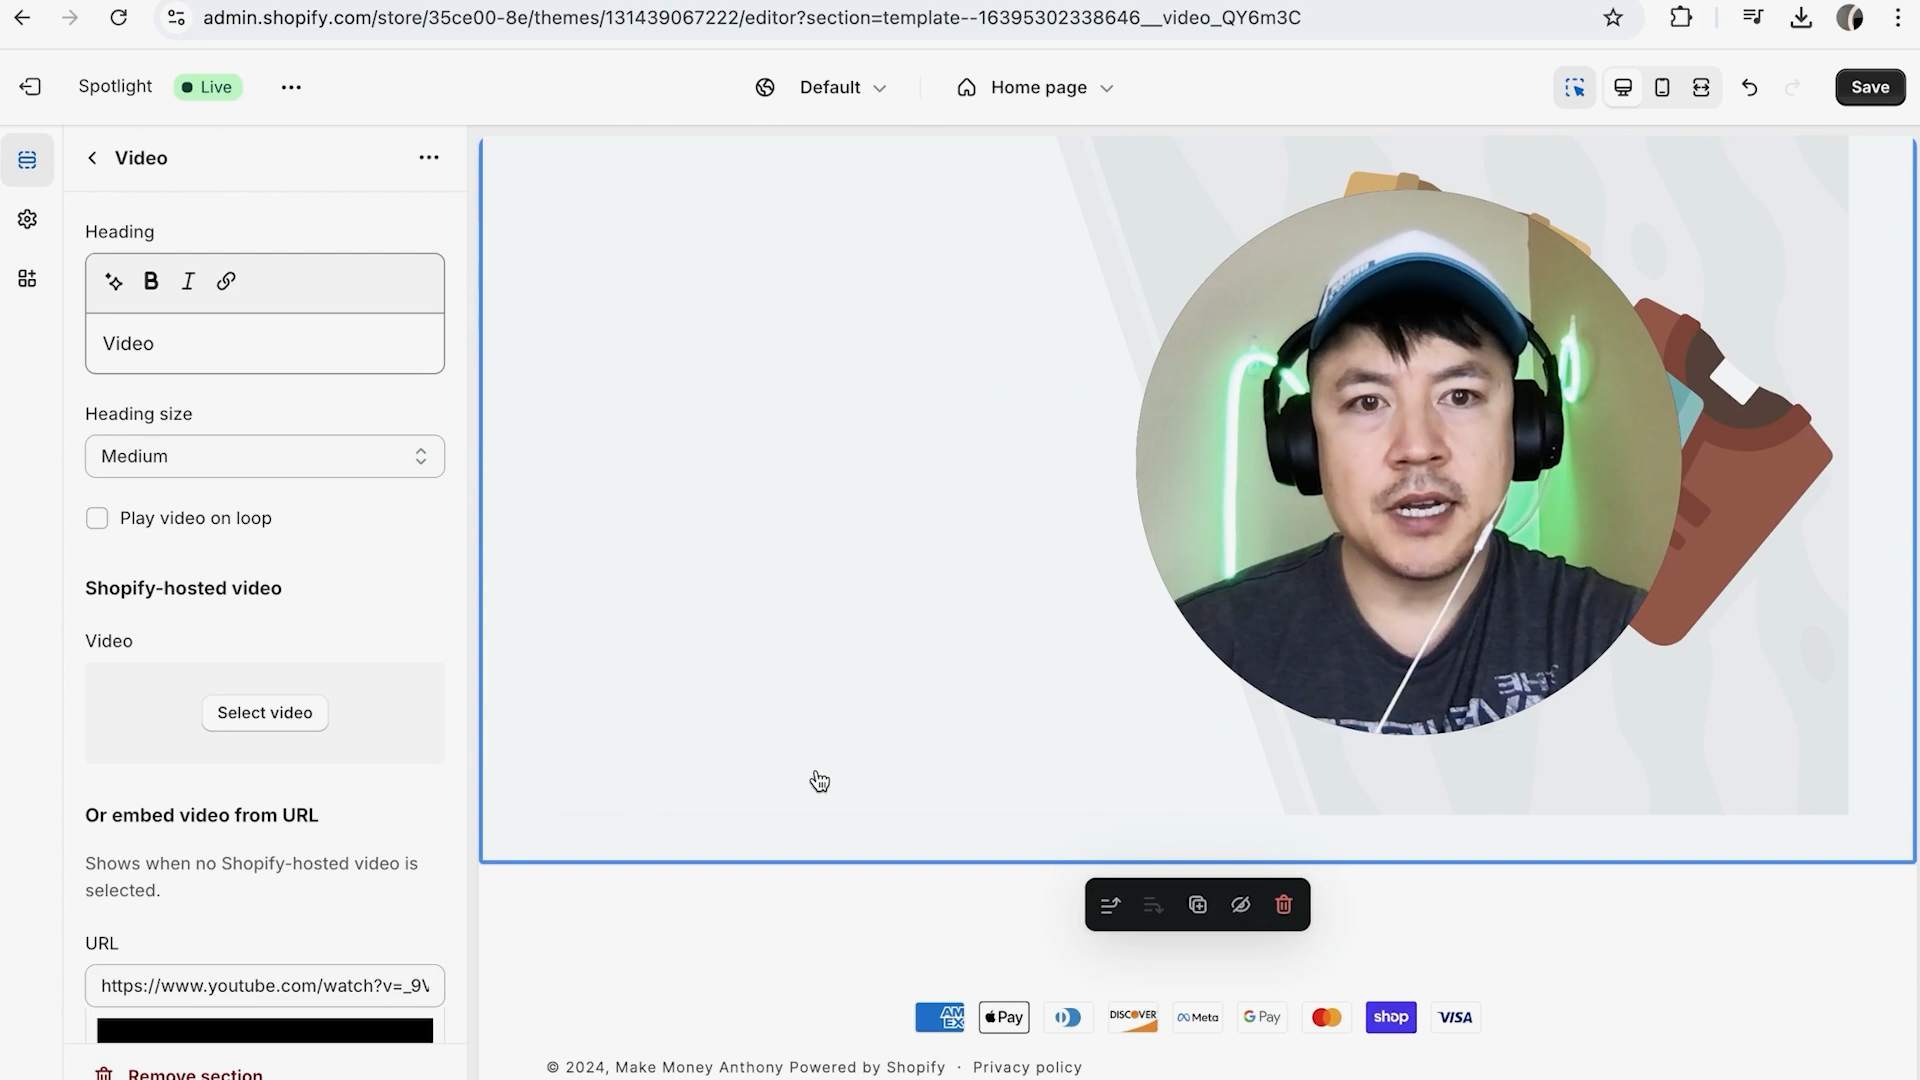 admin.shopify.com/store/35ce00-8e/themes/131439067222/editor?section=template--16395302338646__video_QY6m3C
Spotlight
Live
Default
Home page
Save
Video
Heading
B I
Video
Heading size
Medium
Play video on loop
Shopify-hosted video
Video
Select video
Or embed video from URL
Shows when no Shopify-hosted video is
selected.
URL
https://www.youtube.com/watch?v=_9V
Remove section
AM
EX
Pay
DISCOVER
Meta
G Pay
shop
VISA
© 2024, Make Money Anthony Powered by Shopify · Privacy policy